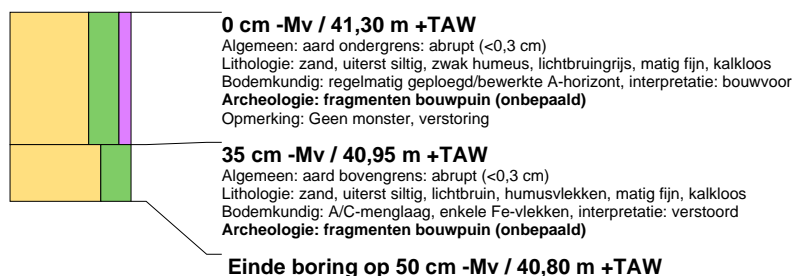 0 cm -Mv / 41,30 m +TAW
Algemeen: aard ondergrens: abrupt (<0,3 cm)
Lithologie: zand, uiterst siltig, zwak humeus, lichtbruingrijs, matig fijn, kalkloos
Bodemkundig: regelmatig geploegd/bewerkte A-horizont, interpretatie: bouwvoor
Archeologie: fragmenten bouwpuin (onbepaald)
Opmerking: Geen monster, verstoring
35 cm -Mv / 40,95 m +TAW
Algemeen: aard bovengrens: abrupt (<0,3 cm)
Lithologie: zand, uiterst siltig, lichtbruin, humusvlekken, matig fijn, kalkloos
Bodemkundig: A/C-menglaag, enkele Fe-vlekken, interpretatie: verstoord
Archeologie: fragmenten bouwpuin (onbepaald)
Einde boring op 50 cm -Mv / 40,80 m +TAW